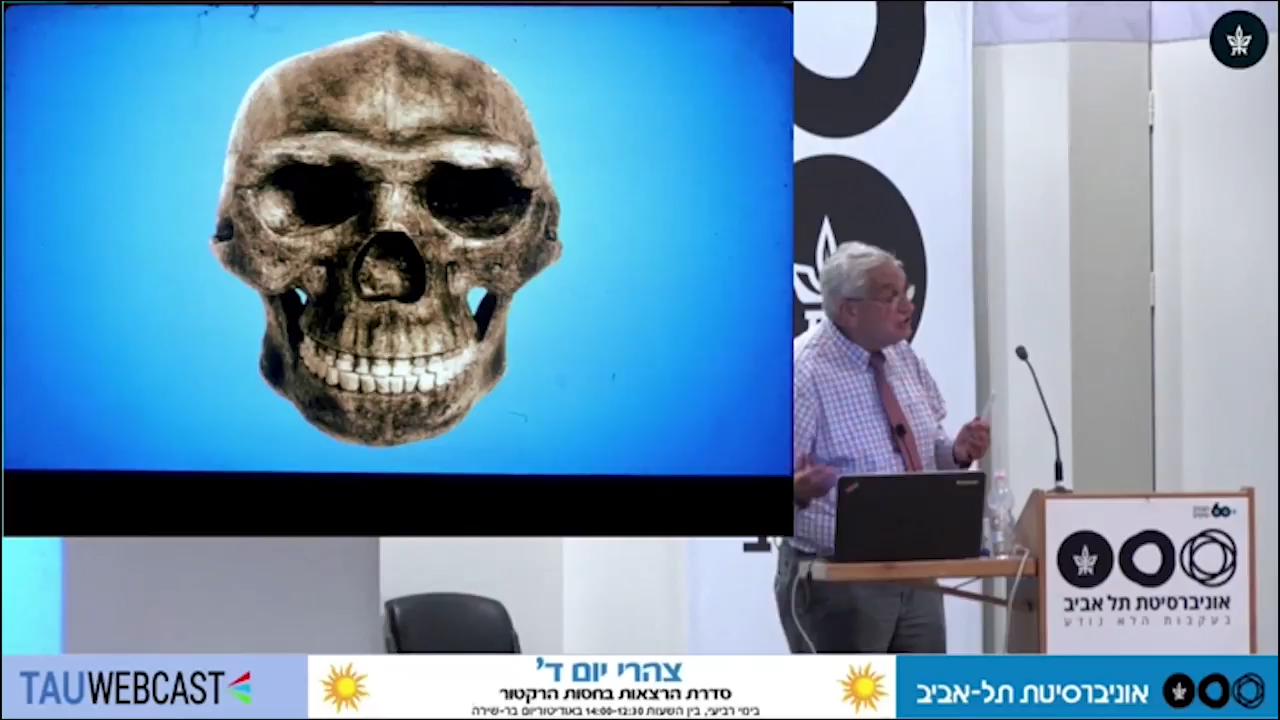 אוניברסיטת תל אביב
בעקבות הלא נודע
TAUWEBCAST
צהרי יום ד'
סדרת הרצאות בחסות הרקטור
בימי רביעי, בין השעות 14:00-12:30 באודיטוריום בר-שירה
אוניברסיטת תל-אביב